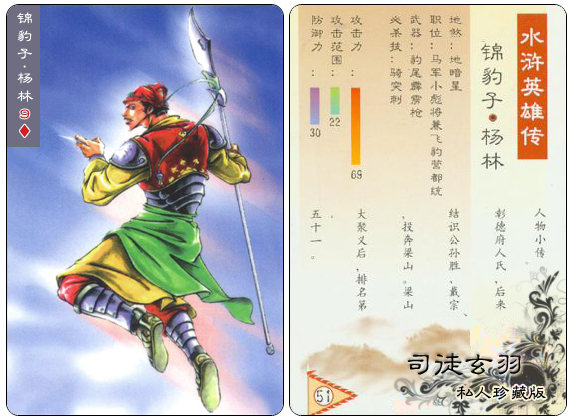 锦豹子·杨林
9
水浒英雄传
锦豹子·杨林
地煞:地暗星
职位:马军小彪将兼飞豹营都统
武器:豹尾霹雳枪
必杀技:骑突刺
攻击力:
69
攻击范围:
22
防御力:
30
人物小传
彰德府人氏,后来
结识公孙胜,戴宗、
投奔梁山。梁山
大聚义后,排名第
五十一。
51
司徒玄羽
私人珍藏版